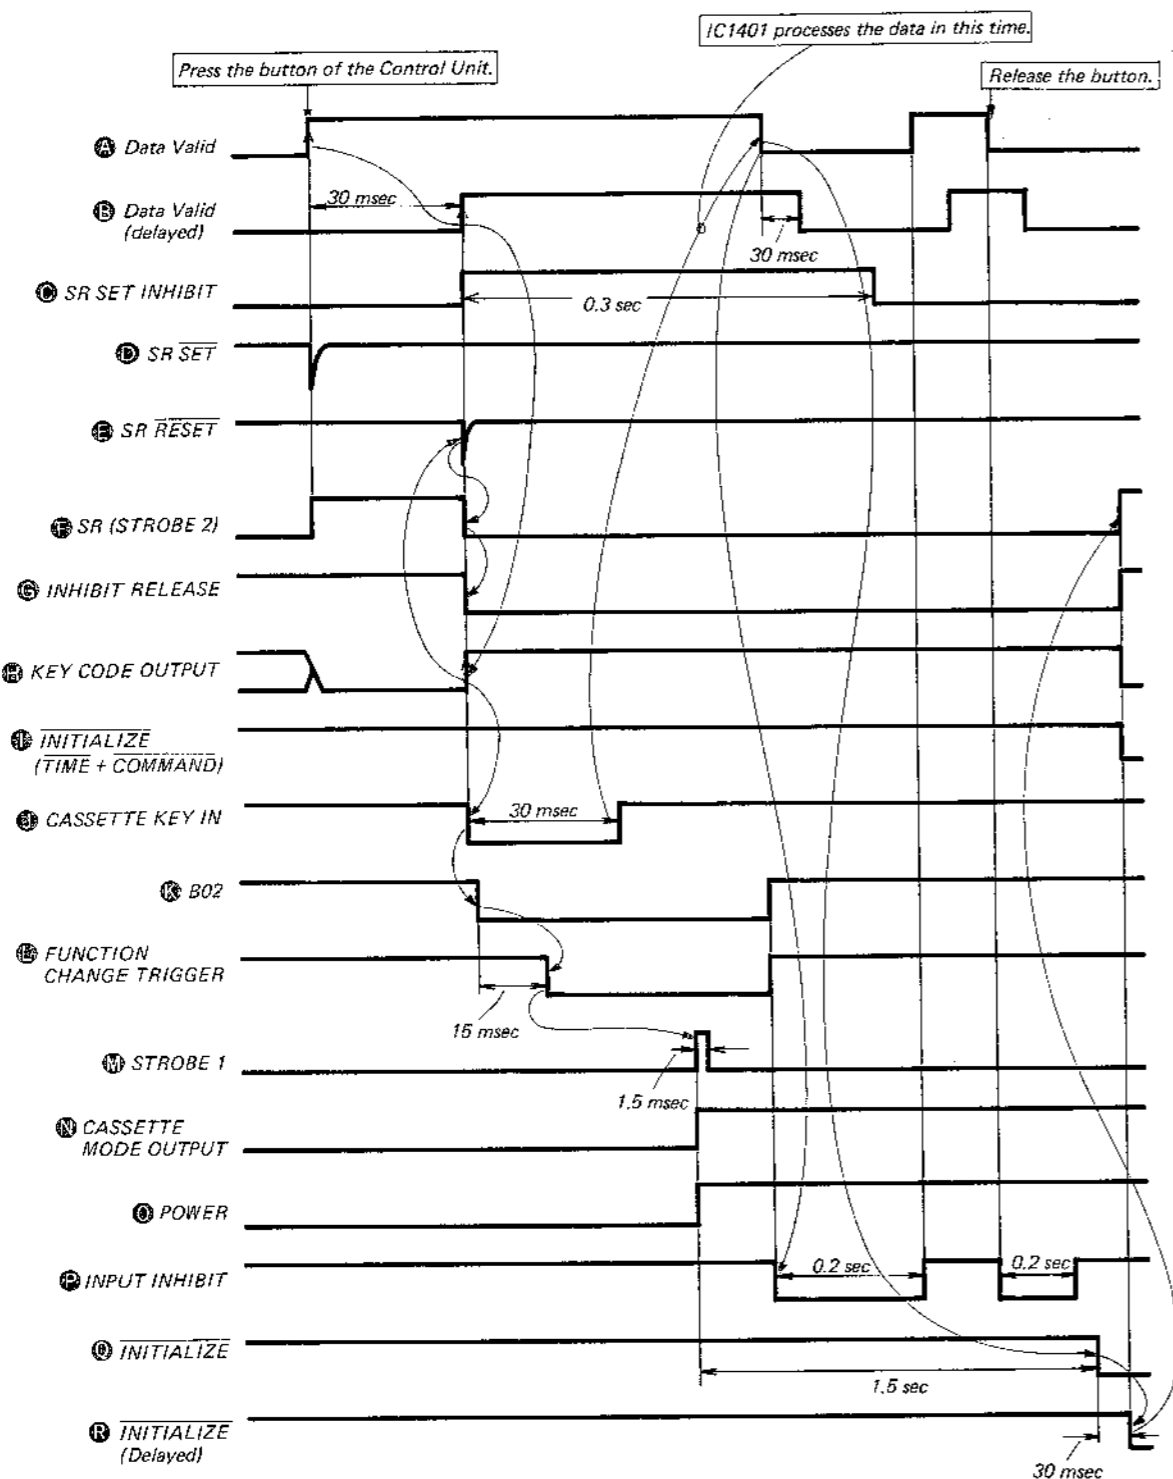 IC1401 processes the data in this time.
Press the button of the Control Unit.
Release the button.
A Data Valid
30 msec
B Data Valid
(delayed)
30 msec
C SR SET INHIBIT
0.3 sec
D SR SET
E SR RESET
F SR (STROBE 2)
G INHIBIT RELEASE
H KEY CODE OUTPUT
I INITIALIZE
(TIME + COMMAND)
J CASSETTE KEY IN
30 msec
K B02
L FUNCTION
CHANGE TRIGGER
15 msec
M STROBE 1
1.5 msec
N CASSETTE
MODE OUTPUT
O POWER
P INPUT INHIBIT
0.2 sec
0.2 sec
Q INITIALIZE
1.5 sec
R INITIALIZE
(Delayed)
30 msec